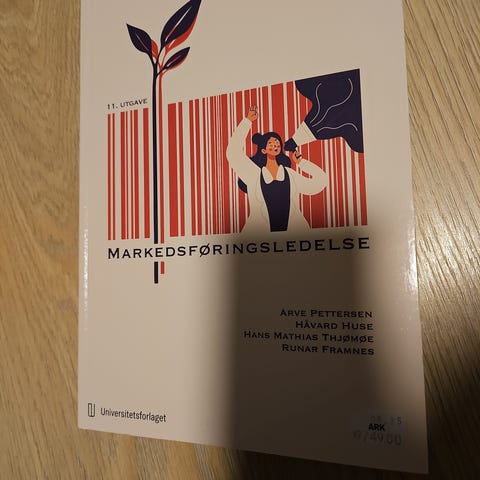 11. UTGAVE
MARKEDSFØRINGSLEDELSE
ARVE PETTERSEN
HÅVARD HUSE
HANS MATHIAS THJØMØE
RUNAR FRAMNES
Universitetsforlaget
ARK